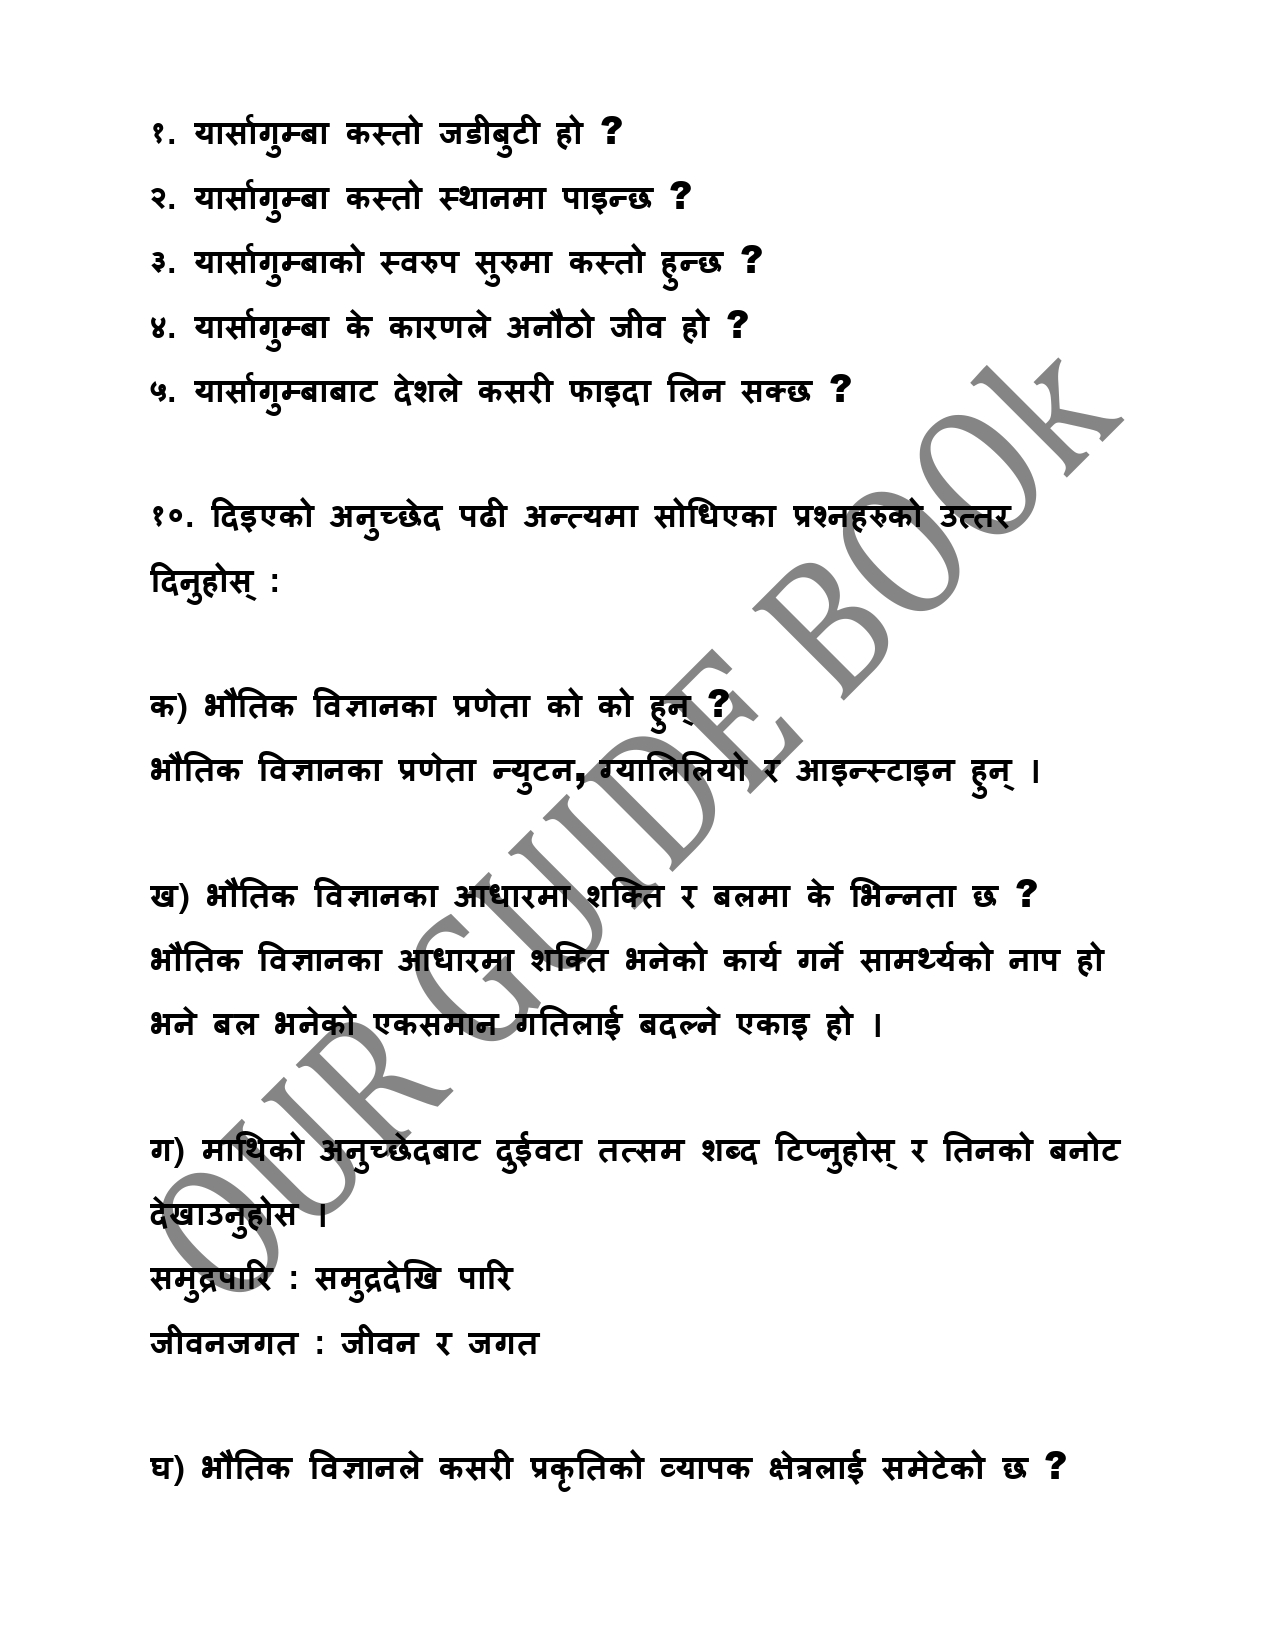 १. यार्सागुम्बा कस्तो जडीबुटी हो ?
२. यार्सागुम्बा कस्तो स्थानमा पाइन्छ ?
३. यार्सागुम्बाको स्वरुप सुरुमा कस्तो हुन्छ ?
४. यार्सागुम्बा के कारणले अनौठो जीव हो ?
५. यार्सागुम्बाबाट देशले कसरी फाइदा लिन सक्छ ?
१०. दिइएको अनुच्छेद पढी अन्त्यमा सोधिएका प्रश्नहरुको उत्तर
दिनुहोस् :
क) भौतिक विज्ञानका प्रणेता को को हुन् ?
भौतिक विज्ञानका प्रणेता न्युटन, ग्यालिलियो र आइन्स्टाइन हुन् ।
ख) भौतिक विज्ञानका आधारमा शक्ति र बलमा के भिन्नता छ ?
भौतिक विज्ञानका आधारमा शक्ति भनेको कार्य गर्ने सामर्थ्यको नाप हो
भने बल भनेको एकसमान गतिलाई बदल्ने एकाइ हो ।
ग) माथिको अनुच्छेदबाट दुईवटा तत्सम शब्द टिप्नुहोस् र तिनको बनोट
देखाउनुहोस ।
समुद्रपारि : समुद्रदेखि पारि
जीवनजगत : जीवन र जगत
घ) भौतिक विज्ञानले कसरी प्रकृतिको व्यापक क्षेत्रलाई समेटेको छ ?
OUR GUIDE BOOk